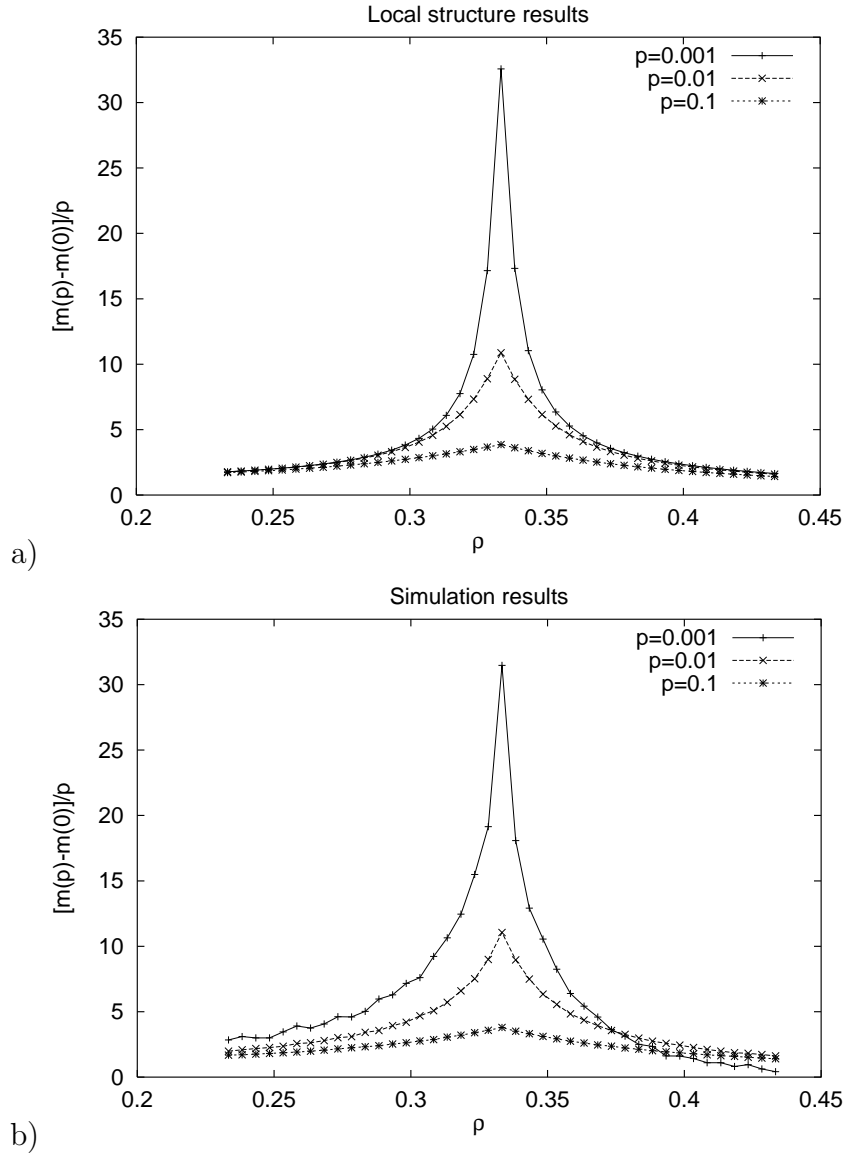 Local structure results
p=0.001
p=0.01
p=0.1
35
30
25
20
15
10
5
0
[m(p)-m(0)]/p
0.2
0.25
0.3
0.35
0.4
0.45
ρ
a)
Simulation results
p=0.001
p=0.01
p=0.1
35
30
25
20
15
10
5
0
[m(p)-m(0)]/p
0.2
0.25
0.3
0.35
0.4
0.45
ρ
b)